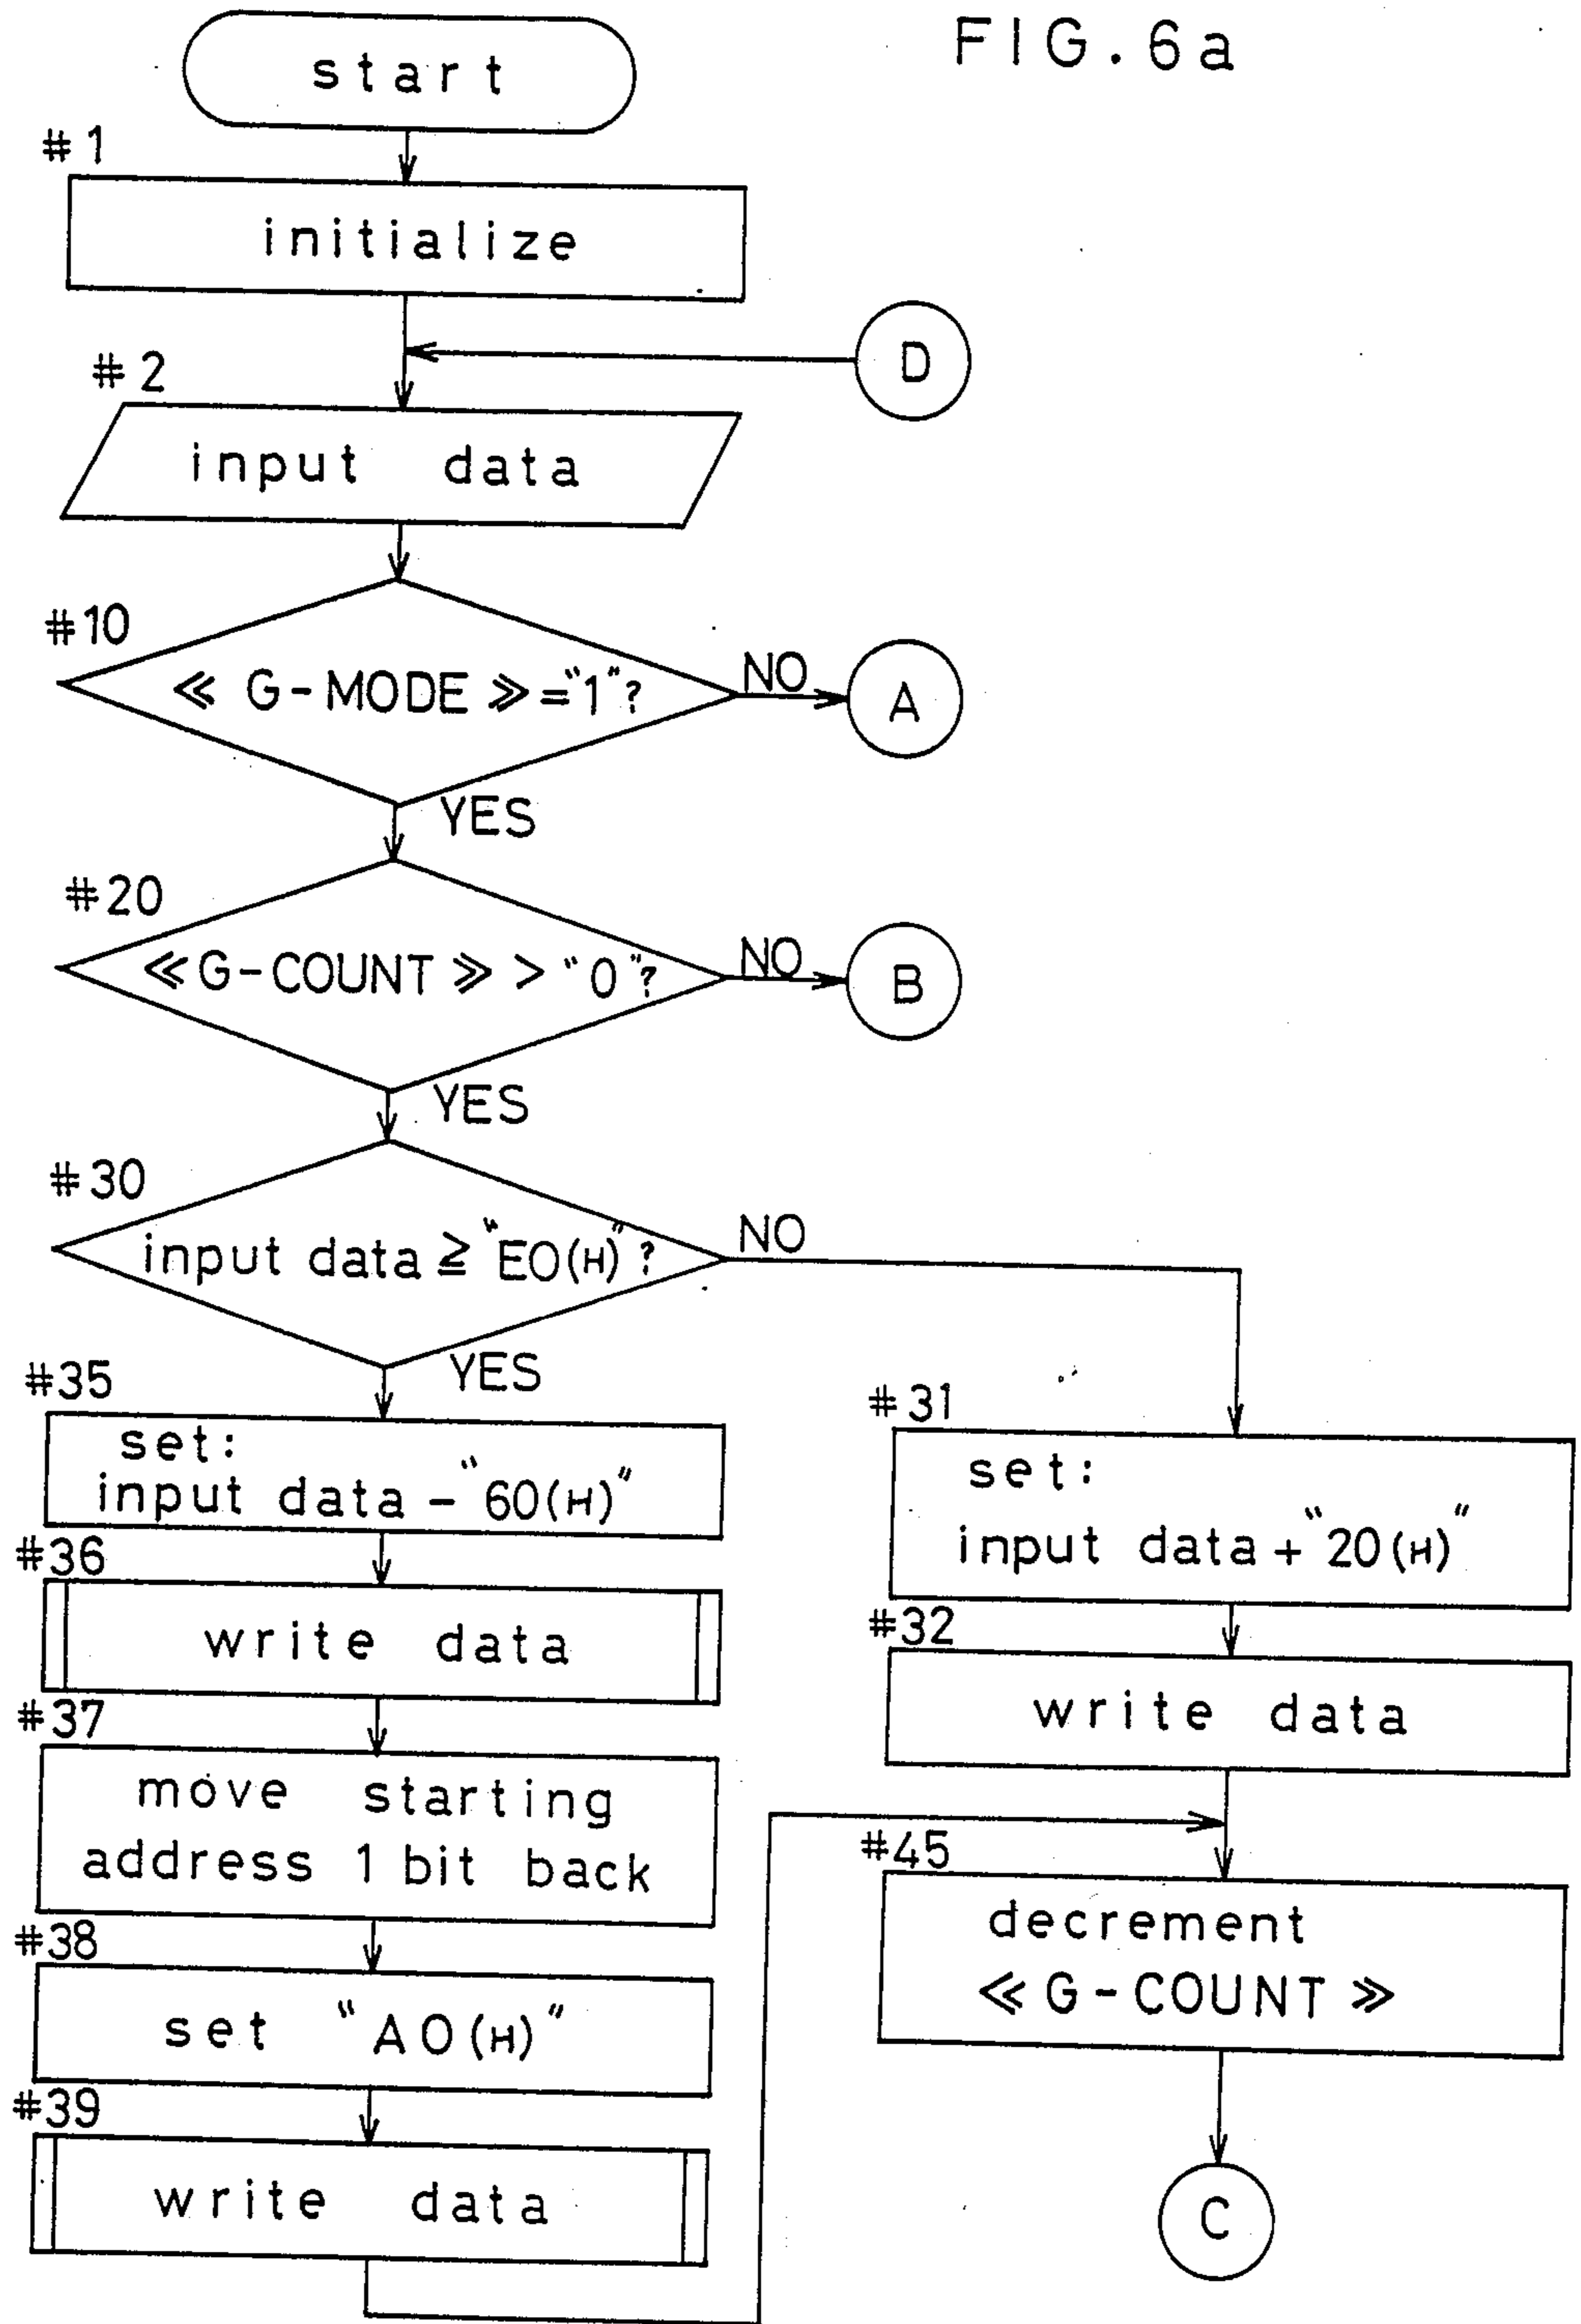 FIG. 6a
start
#1
initialize
D
#2
input data
#10
≪ G-MODE ≫ = "1"?
NO
A
YES
#20
≪ G-COUNT ≫ > "0"?
NO
B
YES
#30
input data ≧ "E0(H)"?
NO
YES
#35
set:
input data - "60(H)"
#36
write data
#37
move starting
address 1 bit back
#38
set "A0(H)"
#39
write data
#31
set:
input data + "20(H)"
#32
write data
#45
decrement
≪ G-COUNT ≫
C